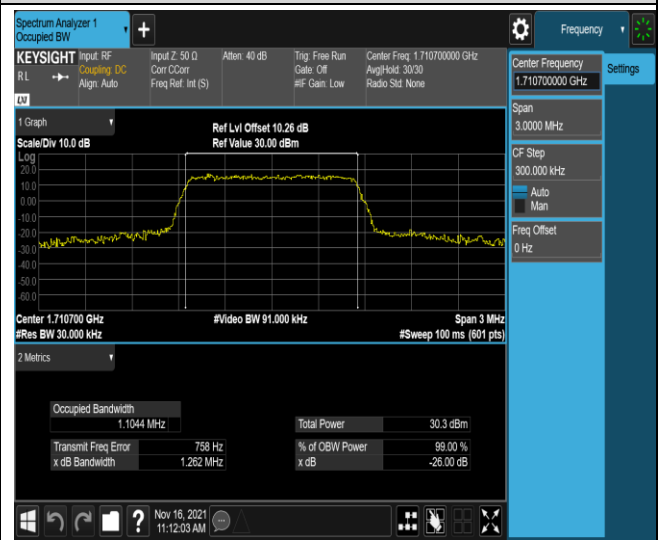 Spectrum Analyzer 1
Occupied BW
+
Frequency
KEYSIGHT
RL
LXI
Input: RF
Coupling: DC
Align: Auto
Input Z: 50 Ω
Corr CCorr
Freq Ref: Int (S)
Atten: 40 dB
Trig: Free Run
Gate: Off
#IF Gain: Low
Center Freq: 1.710700000 GHz
Avg|Hold: 30/30
Radio Std: None
Center Frequency
1.710700000 GHz
Settings
Span
3.0000 MHz
CF Step
300.000 kHz
Auto
Man
Freq Offset
0 Hz
1 Graph
Scale/Div 10.0 dB
Ref Lvl Offset 10.26 dB
Ref Value 30.00 dBm
Log
20.0
10.0
0.00
-10.0
-20.0
-30.0
-40.0
-50.0
-60.0
Center 1.71070 GHz
#Video BW 91.000 kHz
Span 3 MHz
#Res BW 30.000 kHz
#Sweep 100 ms (601 pts)
2 Metrics
Occupied Bandwidth
1.1044 MHz
Total Power 30.3 dBm
Transmit Freq Error 758 Hz
% of OBW Power 99.00 %
x dB Bandwidth 1.262 MHz
x dB -26.00 dB
?
Nov 16, 2021
11:12:03 AM